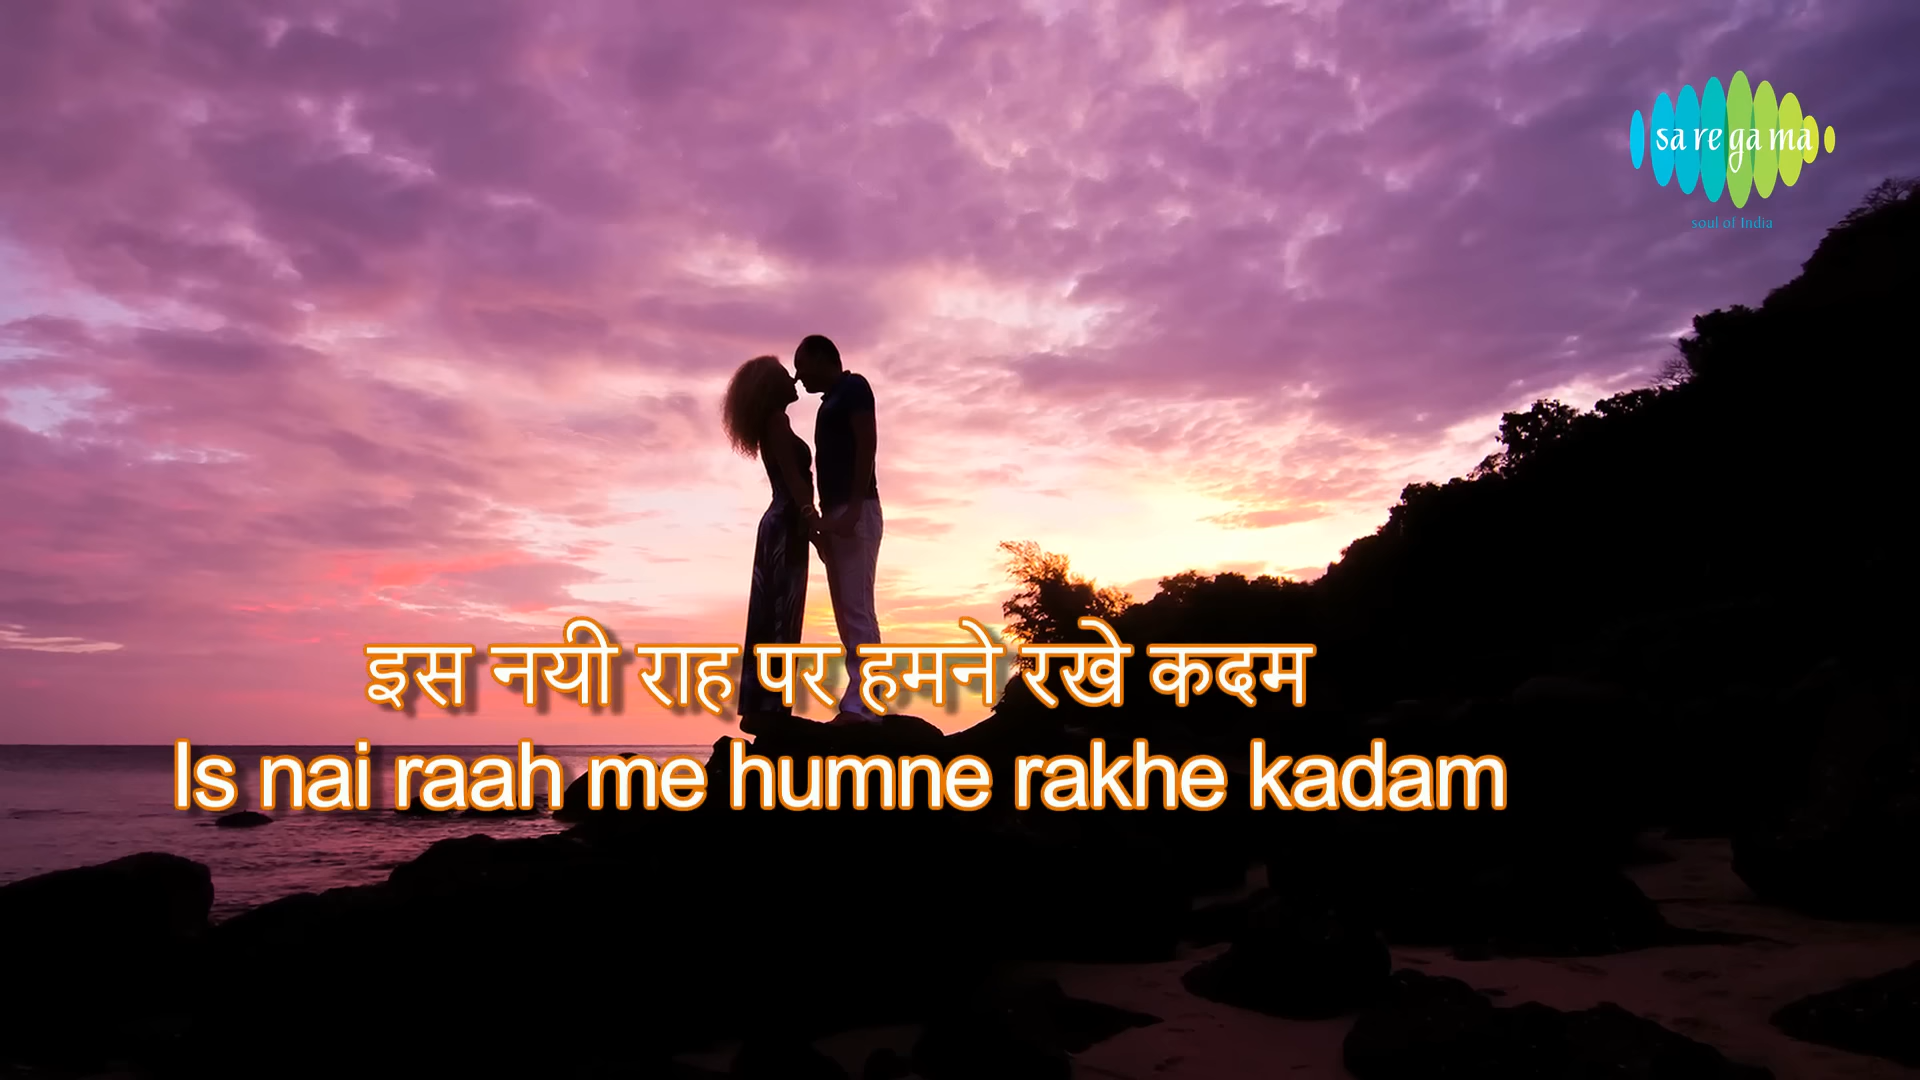 sa re ga ma
soul of India
इस नयी राह पर हमने रखे कदम
Is nai raah me humne rakhe kadam